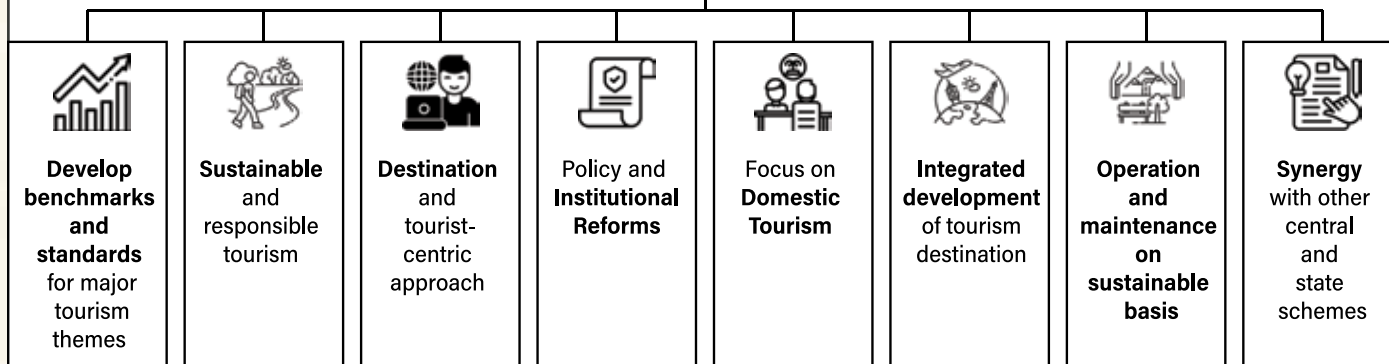 Develop
benchmarks
and
standards
for major
tourism
themes
Sustainable
and
responsible
tourism
Destination
and
tourist-
centric
approach
Policy and
Institutional
Reforms
Focus on
Domestic
Tourism
Integrated
development
of tourism
destination
Operation
and
maintenance
on
sustainable
basis
Synergy
with other
central
and
state
schemes